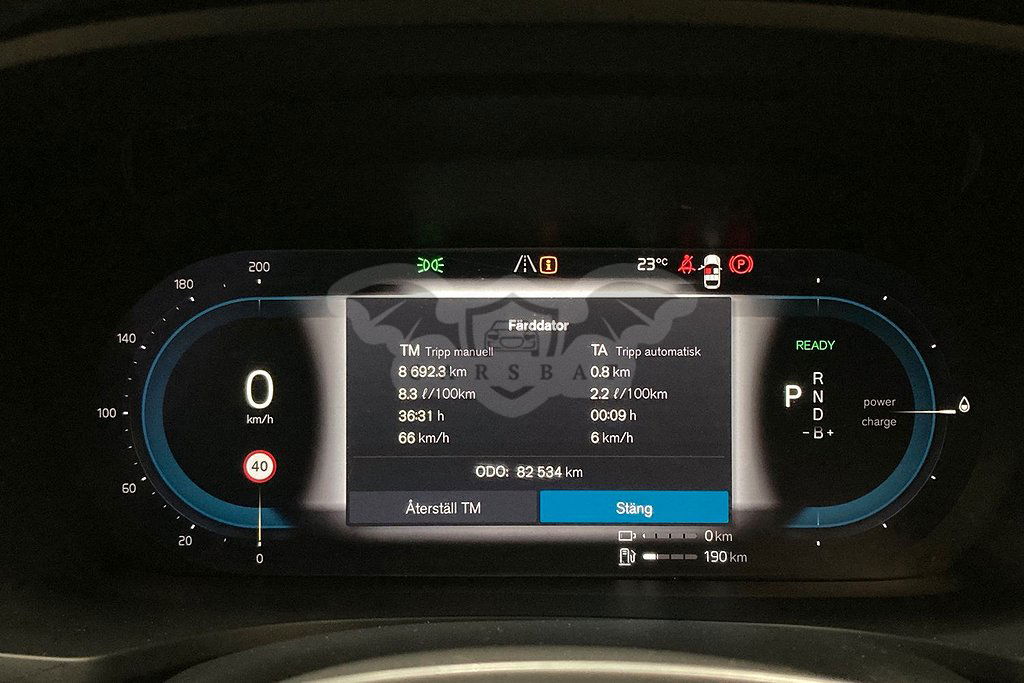 200
180
140
100
60
20
0
23°C
P
0
km/h
40
Färddator
TM Tripp manuell
8 692.3 km
8.3 ℓ/100km
36:31 h
66 km/h
TA Tripp automatisk
0.8 km
2.2 ℓ/100km
00:09 h
6 km/h
ODO: 82 534 km
Återställ TM
Stäng
READY
P
R
N
D
-B+
power
charge
0 km
190 km
CARSBA